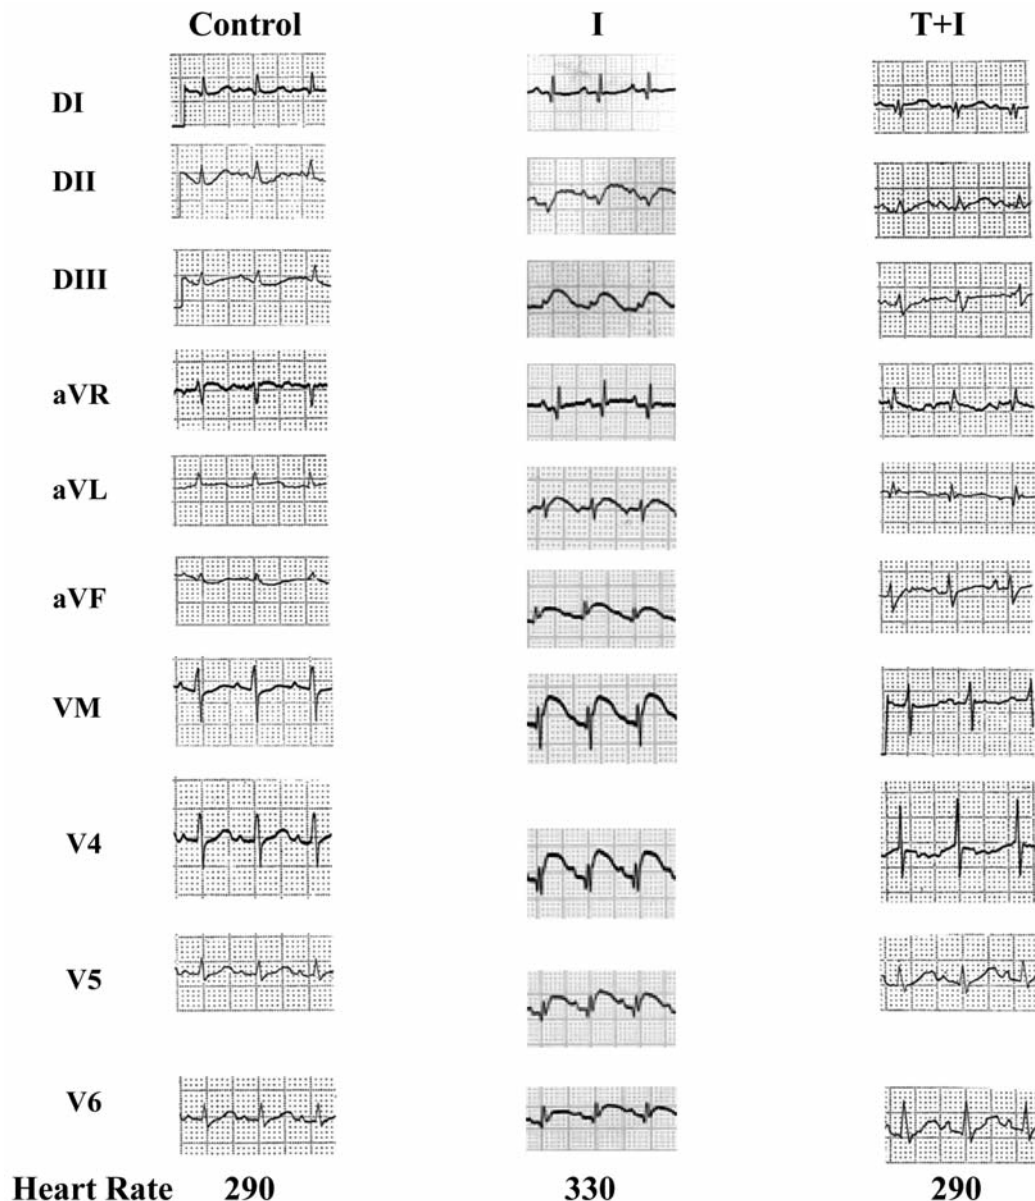 Control I T+I
DI
DII
DIII
aVR
aVL
aVF
VM
V4
V5
V6
Heart Rate 290 330 290